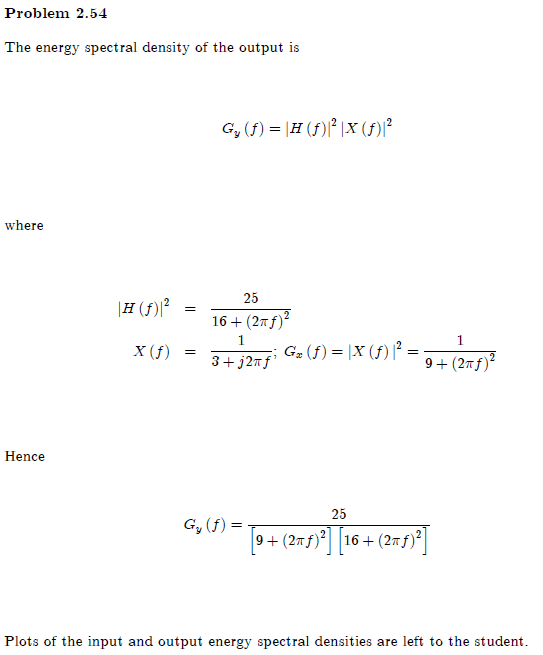 Problem 2.54
The energy spectral density of the output is
G_y (f) = |H (f)|² |X (f)|²
where
|H (f)|² = 25 / (16 + (2πf)²)
X (f) = 1 / (3 + j2πf) ; G_x (f) = |X (f)|² = 1 / (9 + (2πf)²)
Hence
G_y (f) = 25 / ([9 + (2πf)²] [16 + (2πf)²])
Plots of the input and output energy spectral densities are left to the student.